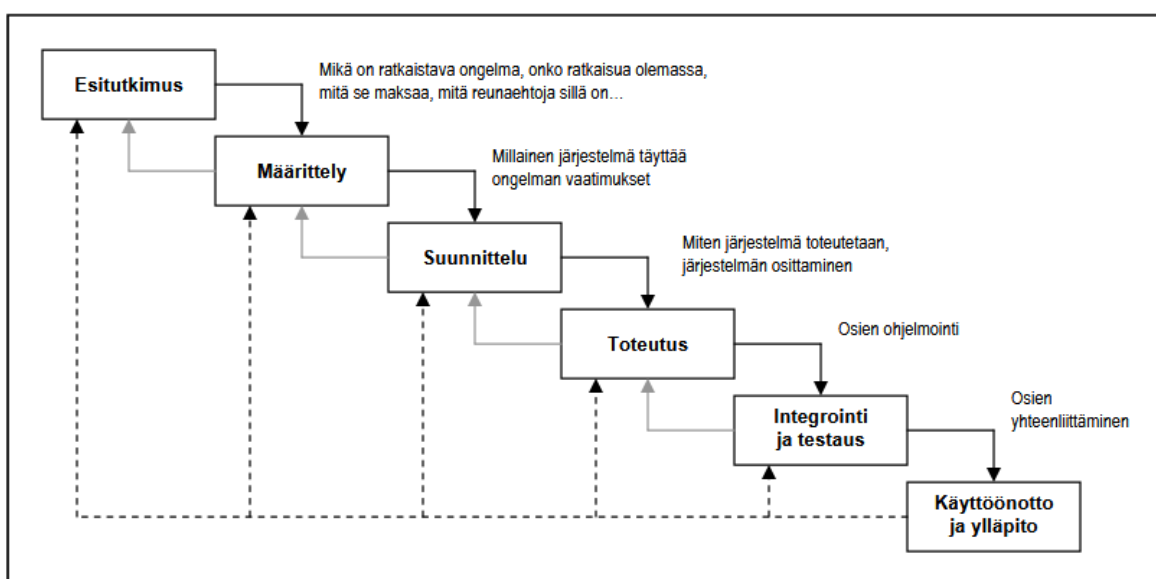 Esitutkimus
Mikä on ratkaistava ongelma, onko ratkaisua olemassa,
mitä se maksaa, mitä reunaehtoja sillä on…
Määrittely
Millainen järjestelmä täyttää
ongelman vaatimukset
Suunnittelu
Miten järjestelmä toteutetaan,
järjestelmän osittaminen
Toteutus
Osien ohjelmointi
Integrointi
ja testaus
Osien
yhteenliittäminen
Käyttöönotto
ja ylläpito